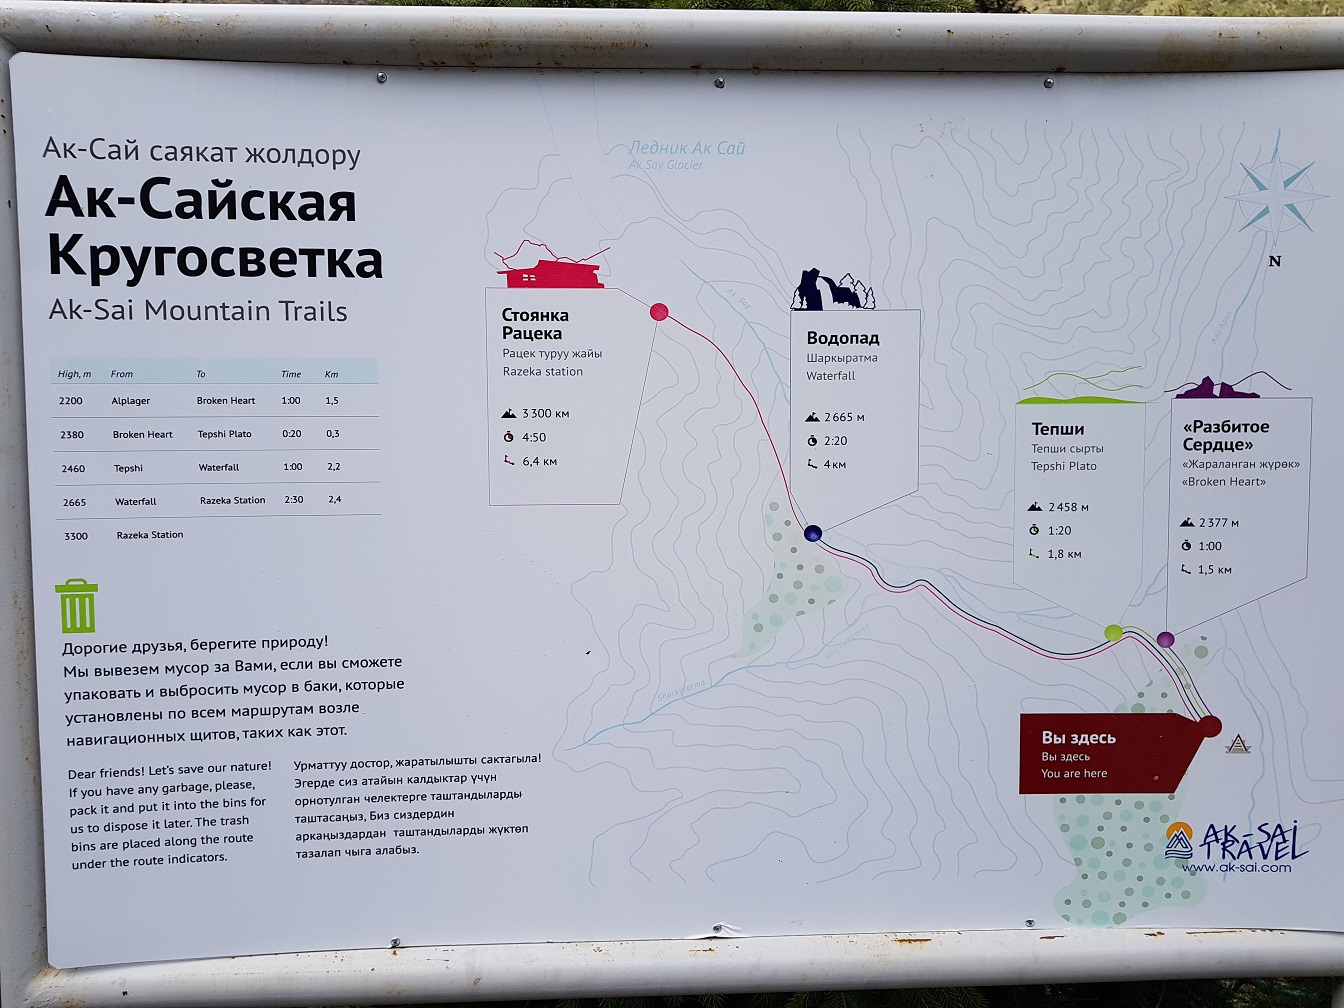 Ак-Сай саякат жолдору
Ак-Сайская
Кругосветка
Ak-Sai Mountain Trails
High, m From To Time Km
2200 Alplager Broken Heart 1:00 1,5
2380 Broken Heart Tepshi Plato 0:20 0,3
2460 Tepshi Waterfall 1:00 2,2
2665 Waterfall Razeka Station 2:30 2,4
3300 Razeka Station
Дорогие друзья, берегите природу!
Мы вывезем мусор за Вами, если вы сможете
упаковать и выбросить мусор в баки, которые
установлены по всем маршрутам возле
навигационных щитов, таких как этот.
Dear friends! Let's save our nature!
If you have any garbage, please,
pack it and put it into the bins for
us to dispose it later. The trash
bins are placed along the route
under the route indicators.
Урматтуу достор, жаратылышты сактагыла!
Эгерде сиз атайын калдыктар үчүн
орнотулган челектерге таштандыларды
таштасаңыз, Биз сиздердин
аркаңыздардан таштандыларды жүктөп
тазалап чыга алабыз.
Ледник Ак Сай
Ak Say Glacier
Стоянка
Рацека
Рацек туруу жайы
Razeka station
3 300 км
4:50
6,4 км
Ак Say
Водопад
Шаркыратма
Waterfall
2 665 м
2:20
4 км
Тепши
Тепши сырты
Tepshi Plato
2 458 м
1:20
1,8 км
«Разбитое
Сердце»
«Жараланган жүрөк»
«Broken Heart»
2 377 м
1:00
1,5 км
N
Sharkyratma
Вы здесь
Вы здесь
You are here
AK-SAI
TRAVEL
www.ak-sai.com